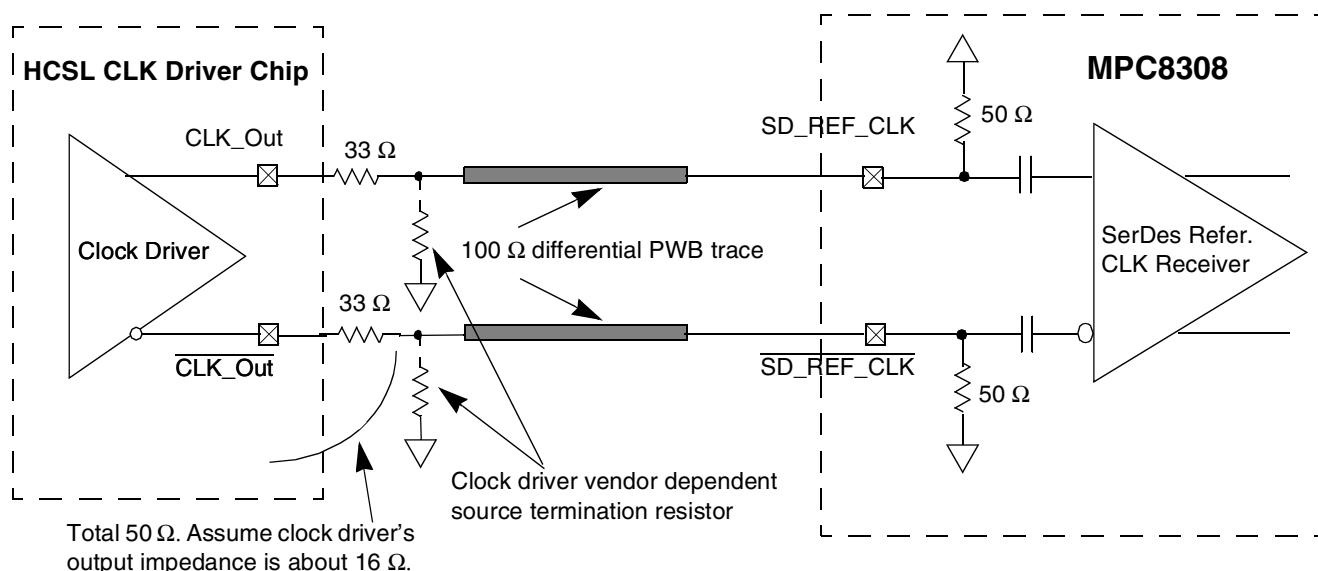 HCSL CLK Driver Chip
MPC8308
CLK_Out
33 Ω
SD_REF_CLK
50 Ω
Clock Driver
100 Ω differential PWB trace
SerDes Refer.
CLK Receiver
33 Ω
CLK_Out
SD_REF_CLK
50 Ω
Clock driver vendor dependent
source termination resistor
Total 50 Ω. Assume clock driver’s
output impedance is about 16 Ω.